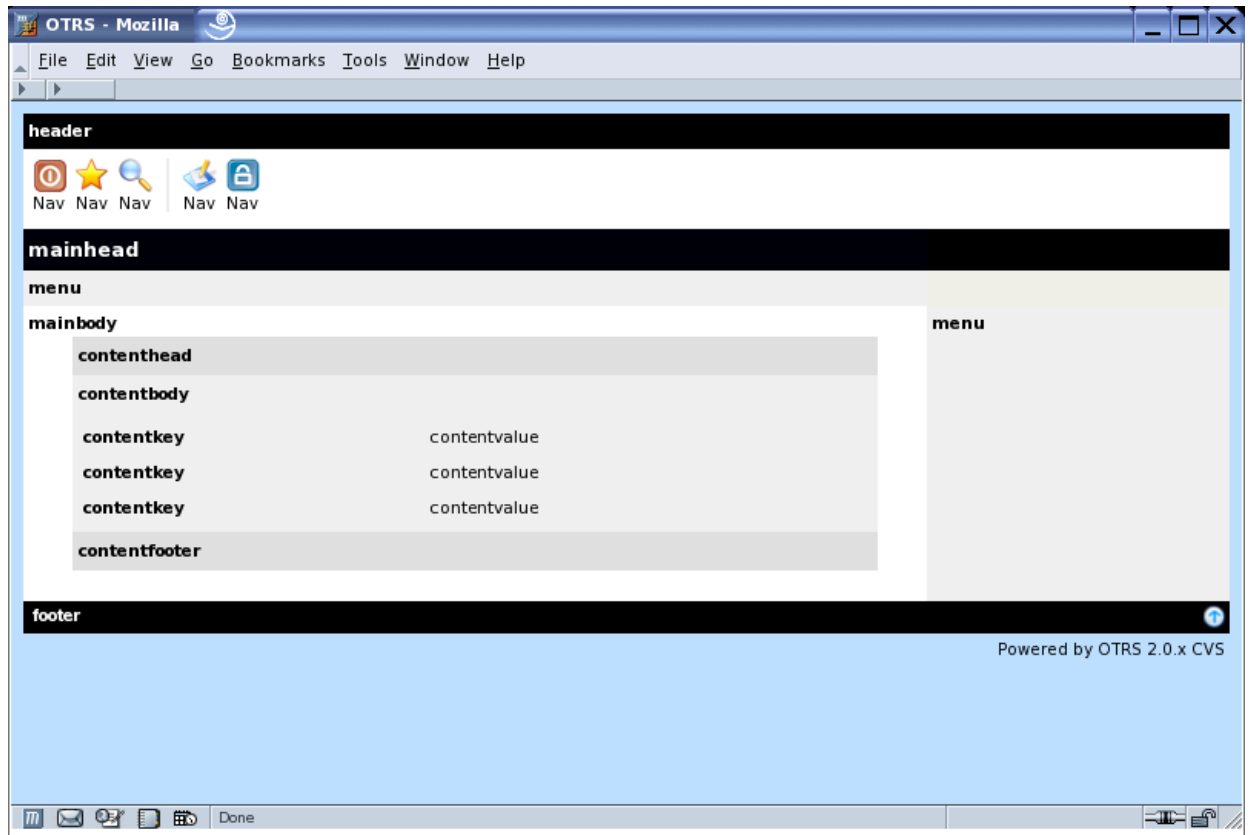 OTRS - Mozilla
File Edit View Go Bookmarks Tools Window Help
header
Nav Nav Nav Nav Nav
mainhead
menu
mainbody
menu
contenthead
contentbody
contentkey contentvalue
contentkey contentvalue
contentkey contentvalue
contentfooter
footer
Powered by OTRS 2.0.x CVS
Done